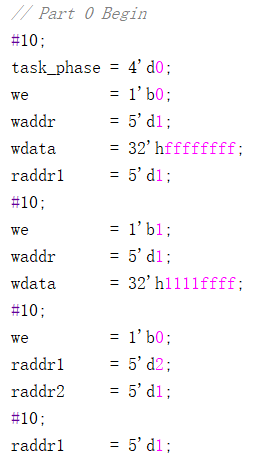 // Part 0 Begin
#10;
task_phase = 4'd0;
we = 1'b0;
waddr = 5'd1;
wdata = 32'hffffffff;
raddr1 = 5'd1;
#10;
we = 1'b1;
waddr = 5'd1;
wdata = 32'h1111ffff;
#10;
we = 1'b0;
raddr1 = 5'd2;
raddr2 = 5'd1;
#10;
raddr1 = 5'd1;